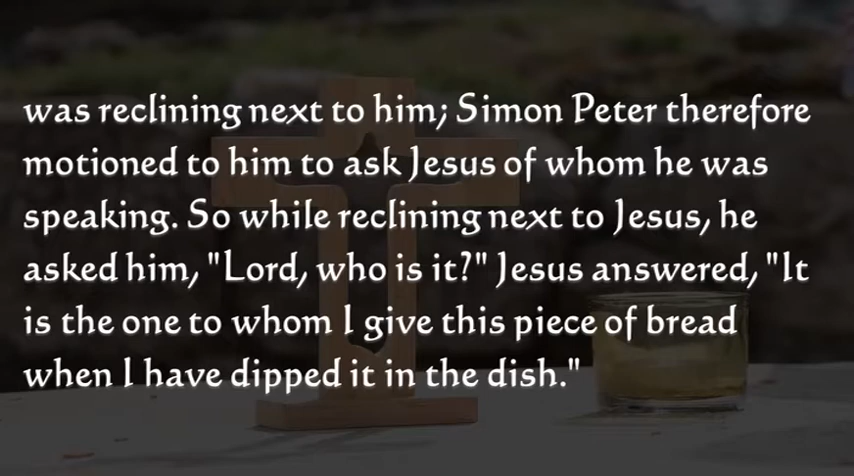 was reclining next to him; Simon Peter therefore
motioned to him to ask Jesus of whom he was
speaking. So while reclining next to Jesus, he
asked him, "Lord, who is it?" Jesus answered, "It
is the one to whom I give this piece of bread
when I have dipped it in the dish."